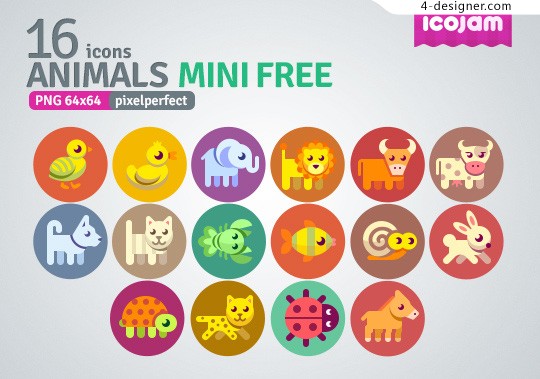 4-designer.com
icojam
16 icons
ANIMALS MINI FREE
PNG 64x64 pixelperfect